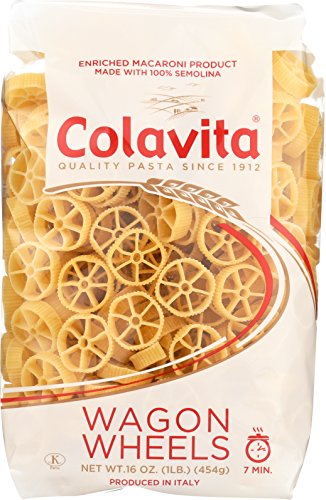 ENRICHED MACARONI PRODUCT
MADE WITH 100% SEMOLINA
Colavita®
QUALITY PASTA SINCE 1912
WAGON
WHEELS
7 MIN.
NET WT.16 OZ. (1LB.) (454g)
PRODUCED IN ITALY
K